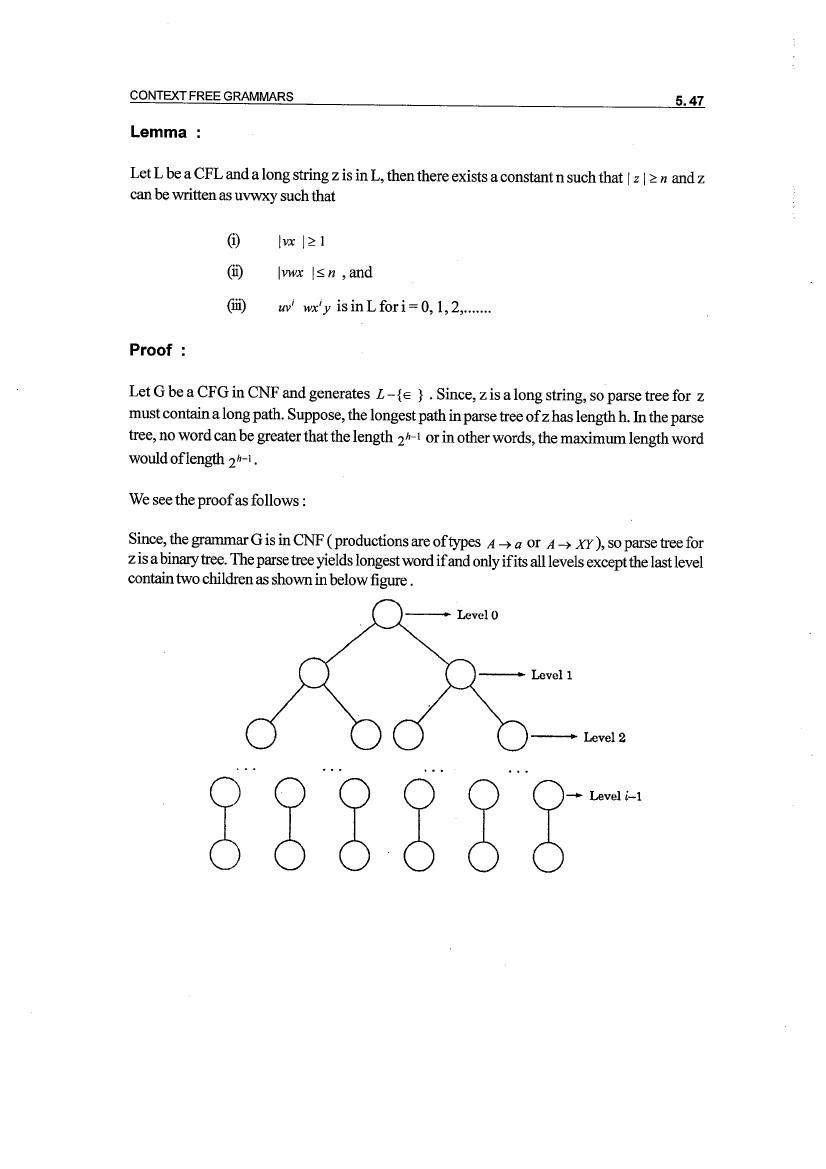 CONTEXT FREE GRAMMARS 5.47
Lemma :
Let L be a CFL and a long string z is in L, then there exists a constant n such that | z | ≥ n and z
can be written as uvwxy such that
(i) |vx | ≥ 1
(ii) |vwx | ≤ n , and
(iii) uvⁱ wxⁱy is in L for i = 0, 1, 2,.......
Proof :
Let G be a CFG in CNF and generates L − {∈ } . Since, z is a long string, so parse tree for z
must contain a long path. Suppose, the longest path in parse tree of z has length h. In the parse
tree, no word can be greater that the length 2ʰ⁻¹ or in other words, the maximum length word
would of length 2ʰ⁻¹.
We see the proof as follows :
Since, the grammar G is in CNF ( productions are of types A → a or A → XY ), so parse tree for
z is a binary tree. The parse tree yields longest word if and only if its all levels except the last level
contain two children as shown in below figure .
Level 0
Level 1
Level 2
... ... ... ...
Level i–1